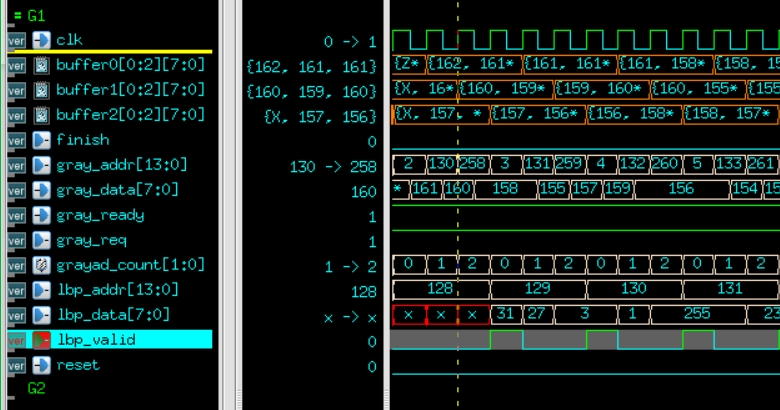 G1
ver clk 0 -> 1
ver buffer0[0:2][7:0] {162, 161, 161} {Z* {162, 161* {161, 161* {161, 158* {158, 15
ver buffer1[0:2][7:0] {160, 159, 160} {X, 16* {160, 159* {159, 160* {160, 155* {155
ver buffer2[0:2][7:0] {X, 157, 156} {X, 157, * {157, 156* {156, 158* {158, 157*
ver finish 0
ver gray_addr[13:0] 130 -> 258 2 130 258 3 131 259 4 132 260 5 133 261
ver gray_data[7:0] 160 * 161 160 158 155 157 159 156 154 15
ver gray_ready 1
ver gray_req 1
ver grayad_count[1:0] 1 -> 2 0 1 2 0 1 2 0 1 2 0 1 2
ver lbp_addr[13:0] 128 128 129 130 131
ver lbp_data[7:0] x -> x x x x 31 27 3 1 255 23
ver lbp_valid 0
ver reset 0
G2